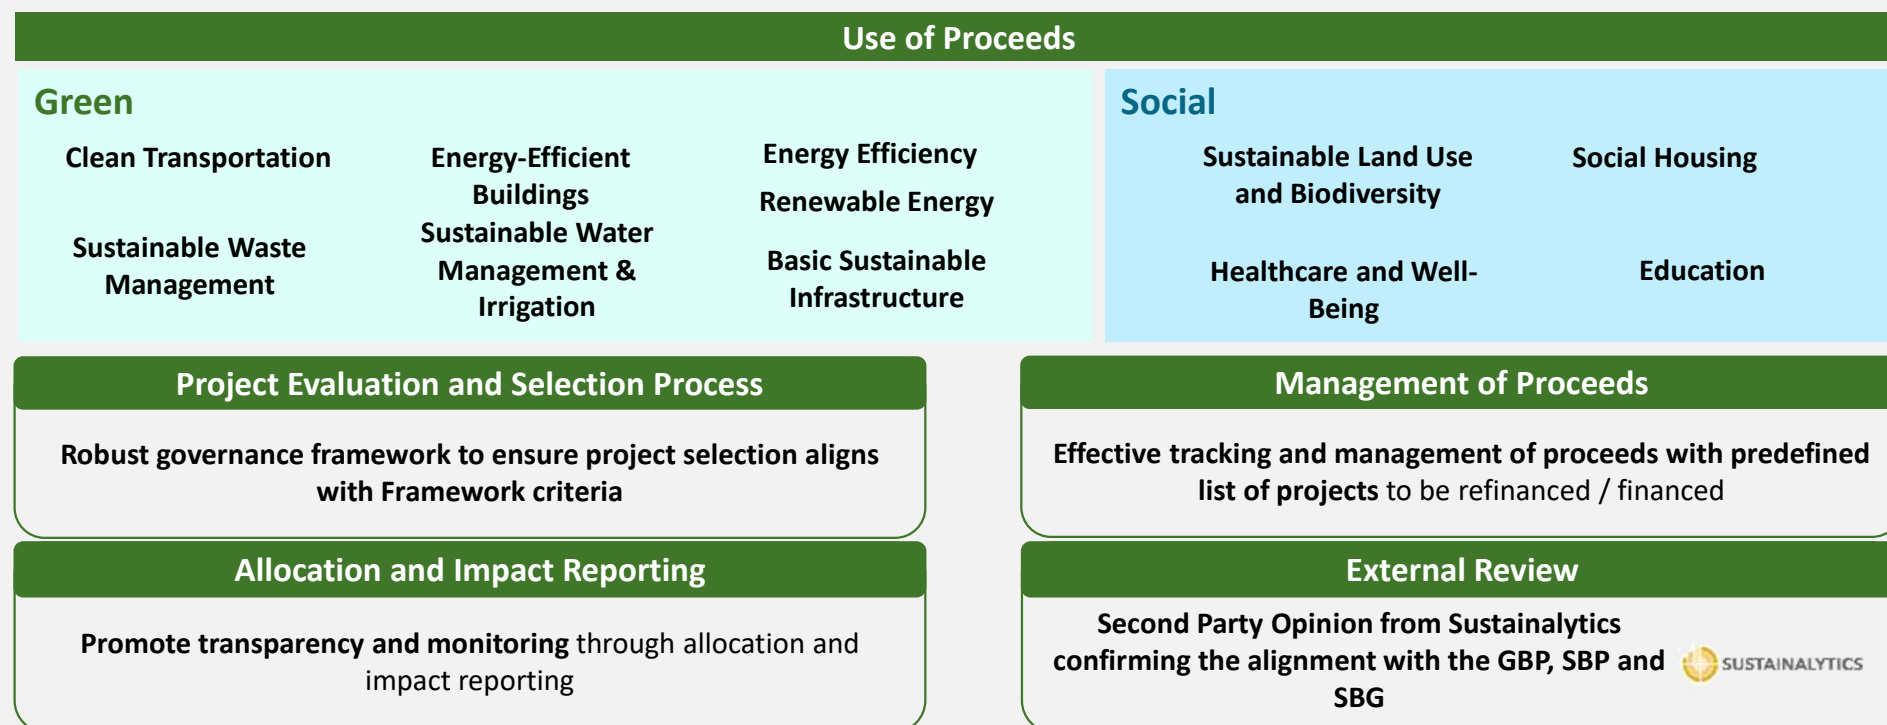 Use of Proceeds
Green
Clean Transportation
Energy-Efficient
Buildings
Energy Efficiency
Renewable Energy
Sustainable Waste
Management
Sustainable Water
Management &
Irrigation
Basic Sustainable
Infrastructure
Social
Sustainable Land Use
and Biodiversity
Social Housing
Healthcare and Well-
Being
Education
Project Evaluation and Selection Process
Robust governance framework to ensure project selection aligns
with Framework criteria
Management of Proceeds
Effective tracking and management of proceeds with predefined
list of projects to be refinanced / financed
Allocation and Impact Reporting
Promote transparency and monitoring through allocation and
impact reporting
External Review
Second Party Opinion from Sustainalytics
confirming the alignment with the GBP, SBP and
SBG
SUSTAINALYTICS